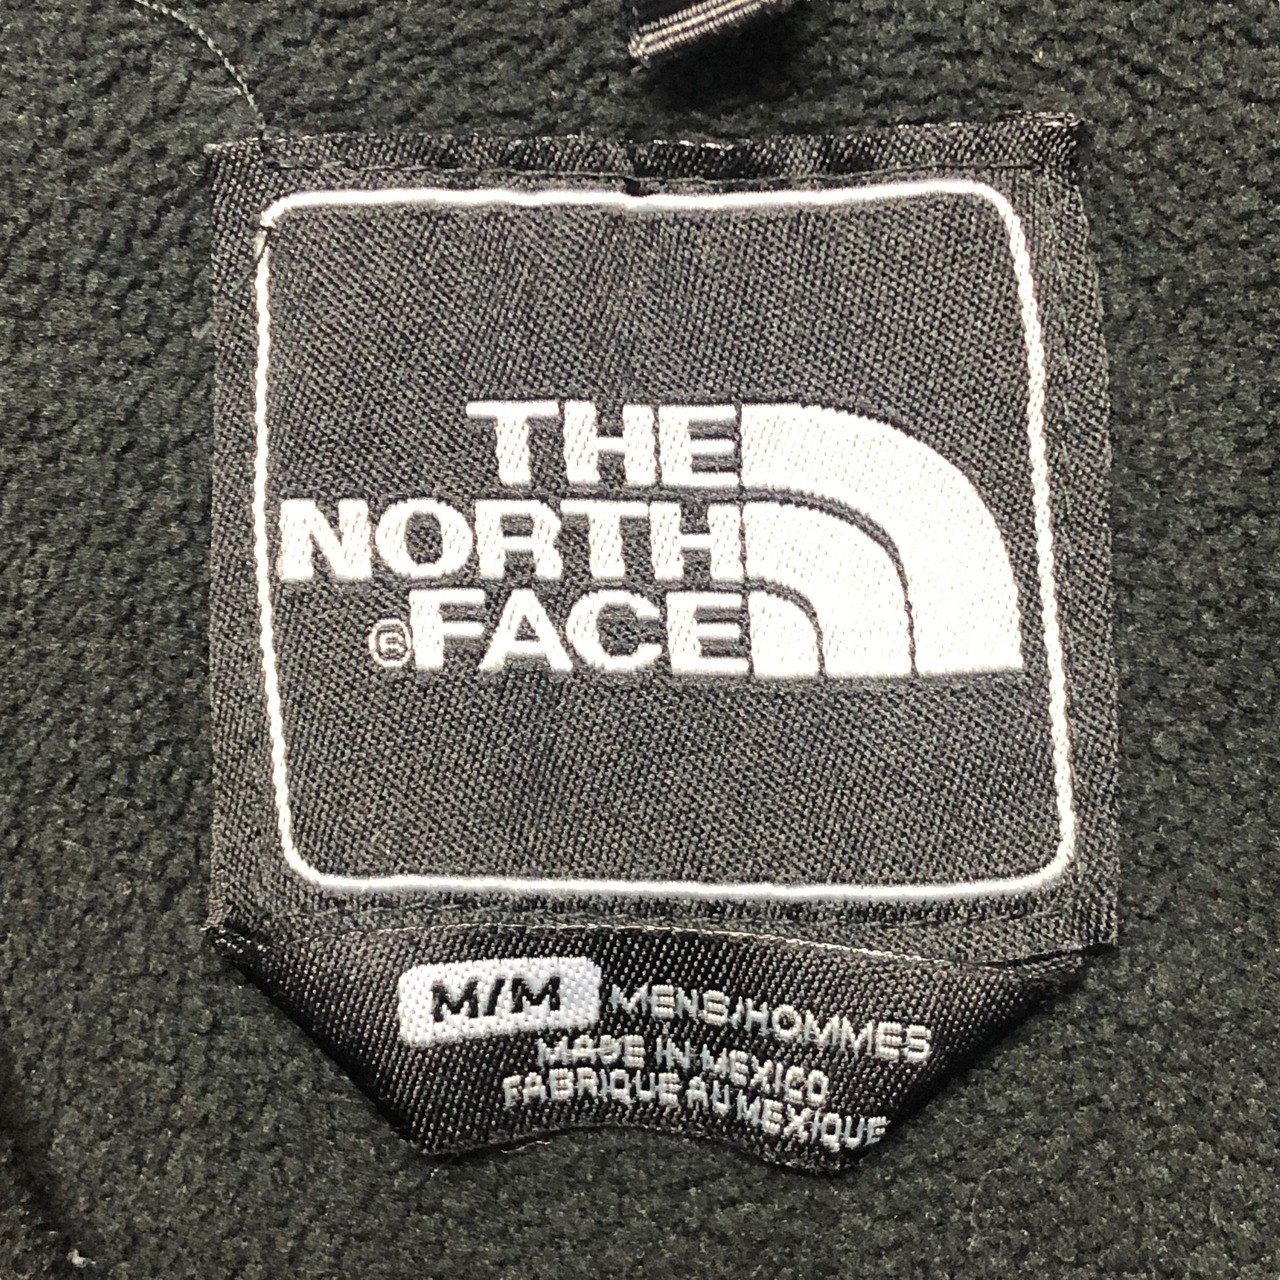 THE
NORTH
®FACE
M/M MENS/HOMMES
MADE IN MEXICO
FABRIQUE AU MEXIQUE